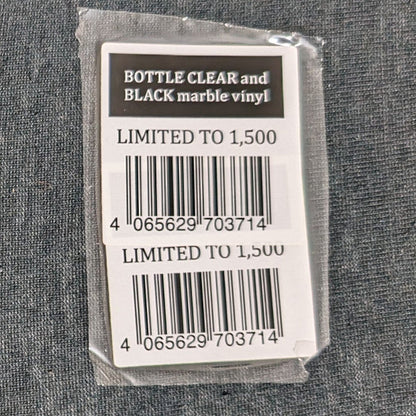 BOTTLE CLEAR and
BLACK marble vinyl
LIMITED TO 1,500
4 065629 703714
LIMITED TO 1,500
4 065629 703714